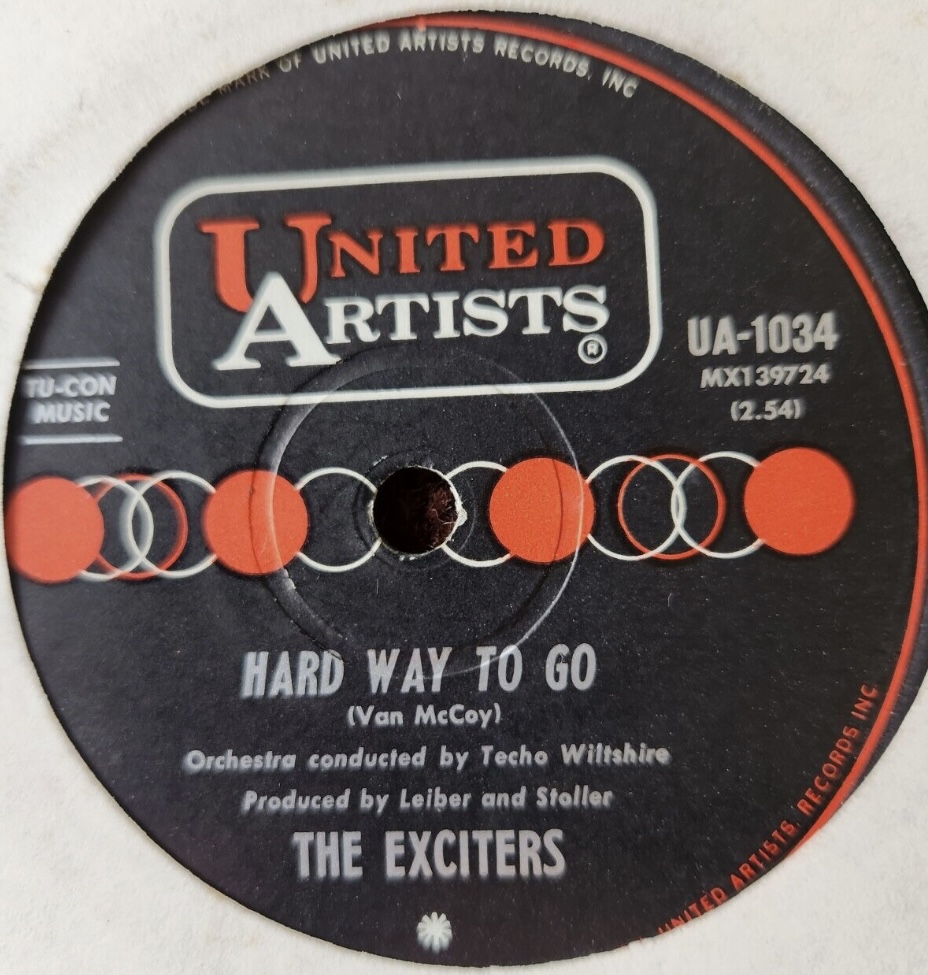 MARK OF UNITED ARTISTS RECORDS, INC
UNITED
ARTISTS
®
UA-1034
MX139724
(2.54)
TU-CON
MUSIC
HARD WAY TO GO
(Van McCoy)
Orchestra conducted by Techo Wiltshire
Produced by Leiber and Stoller
THE EXCITERS
UNITED ARTISTS, RECORDS INC